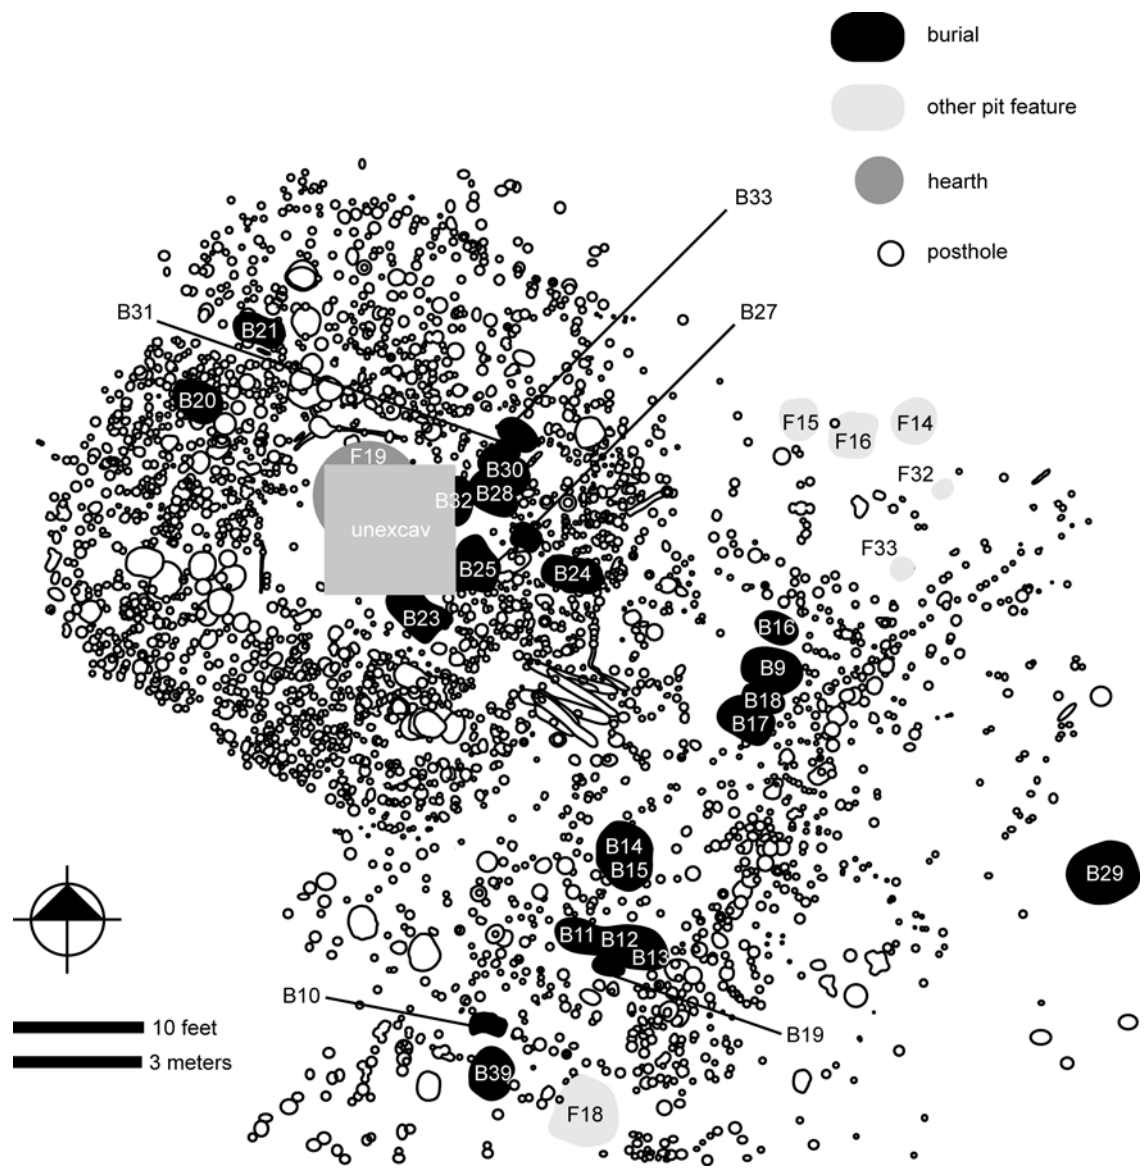 burial
other pit feature
hearth
posthole
B33
B27
B31
B21
B20
F19
B30
B28
B32
unexcav
B25
B24
B23
F15
F16
F14
F32
F33
B16
B9
B18
B17
B14
B15
B29
B11
B12
B13
B10
B19
B39
F18
10 feet
3 meters